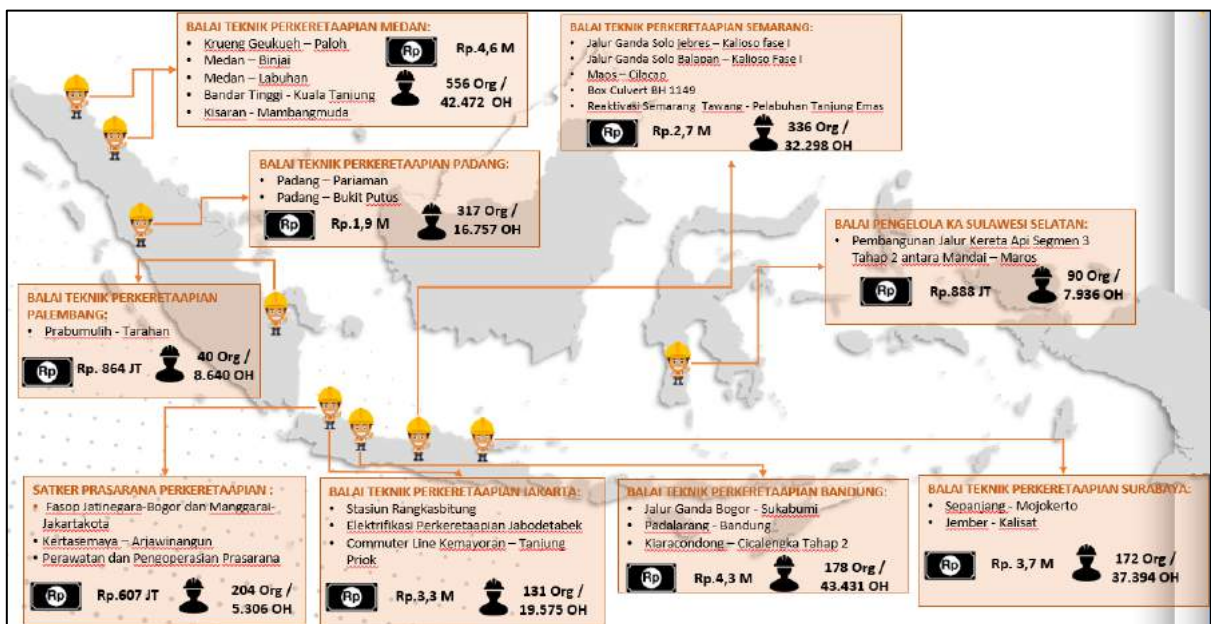 BALAI TEKNIK PERKERETAAPIAN MEDAN:
• Krueng Geukueh – Paloh
• Medan – Binjai
• Medan – Labuhan
• Bandar Tinggi - Kuala Tanjung
• Kisaran - Mambangmuda
Rp
Rp.4,6 M
556 Org /
42.472 OH
BALAI TEKNIK PERKERETAAPIAN SEMARANG:
• Jalur Ganda Solo Jebres – Kalioso fase I
• Jalur Ganda Solo Balapan – Kalioso Fase I
• Maos – Cilacap
• Box Culvert BH 1149
• Reaktivasi Semarang Tawang - Pelabuhan Tanjung Emas
Rp
Rp.2,7 M
336 Org /
32.298 OH
BALAI TEKNIK PERKERETAAPIAN PADANG:
• Padang – Pariaman
• Padang – Bukit Putus
Rp
Rp.1,9 M
317 Org /
16.757 OH
BALAI PENGELOLA KA SULAWESI SELATAN:
• Pembangunan Jalur Kereta Api Segmen 3
Tahap 2 antara Mandai – Maros
Rp
Rp.888 JT
90 Org /
7.936 OH
BALAI TEKNIK PERKERETAAPIAN
PALEMBANG:
• Prabumulih - Tarahan
Rp
Rp. 864 JT
40 Org /
8.640 OH
SATKER PRASARANA PERKERETAAPIAN :
• Fasop Jatinegara-Bogor dan Manggarai-
Jakartakota
• Kertasemaya – Arjawinangun
• Perawatan dan Pengoperasian Prasarana
Rp
Rp.607 JT
204 Org /
5.306 OH
BALAI TEKNIK PERKERETAAPIAN JAKARTA:
• Stasiun Rangkasbitung
• Elektrifikasi Perkeretaapian Jabodetabek
• Commuter Line Kemayoran – Tanjung
Priok
Rp
Rp.3,3 M
131 Org /
19.575 OH
BALAI TEKNIK PERKERETAAPIAN BANDUNG:
• Jalur Ganda Bogor - Sukabumi
• Padalarang - Bandung
• Kiaracondong – Cicalengka Tahap 2
Rp
Rp.4,3 M
178 Org /
43.431 OH
BALAI TEKNIK PERKERETAAPIAN SURABAYA:
• Sepanjang - Mojokerto
• Jember - Kalisat
Rp
Rp. 3,7 M
172 Org /
37.394 OH